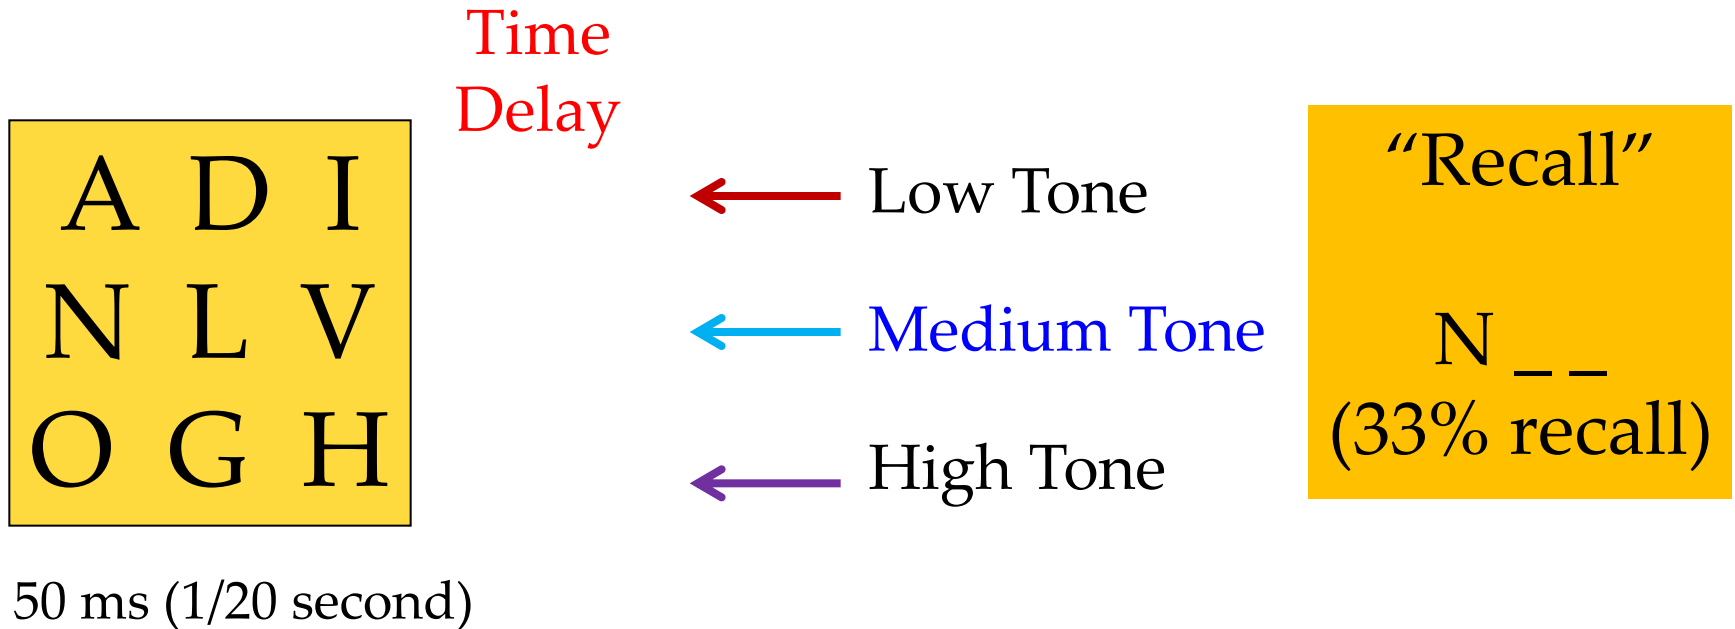 Time
Delay
A D I
N L V
O G H
50 ms (1/20 second)
Low Tone
Medium Tone
High Tone
“Recall”
N _ _
(33% recall)